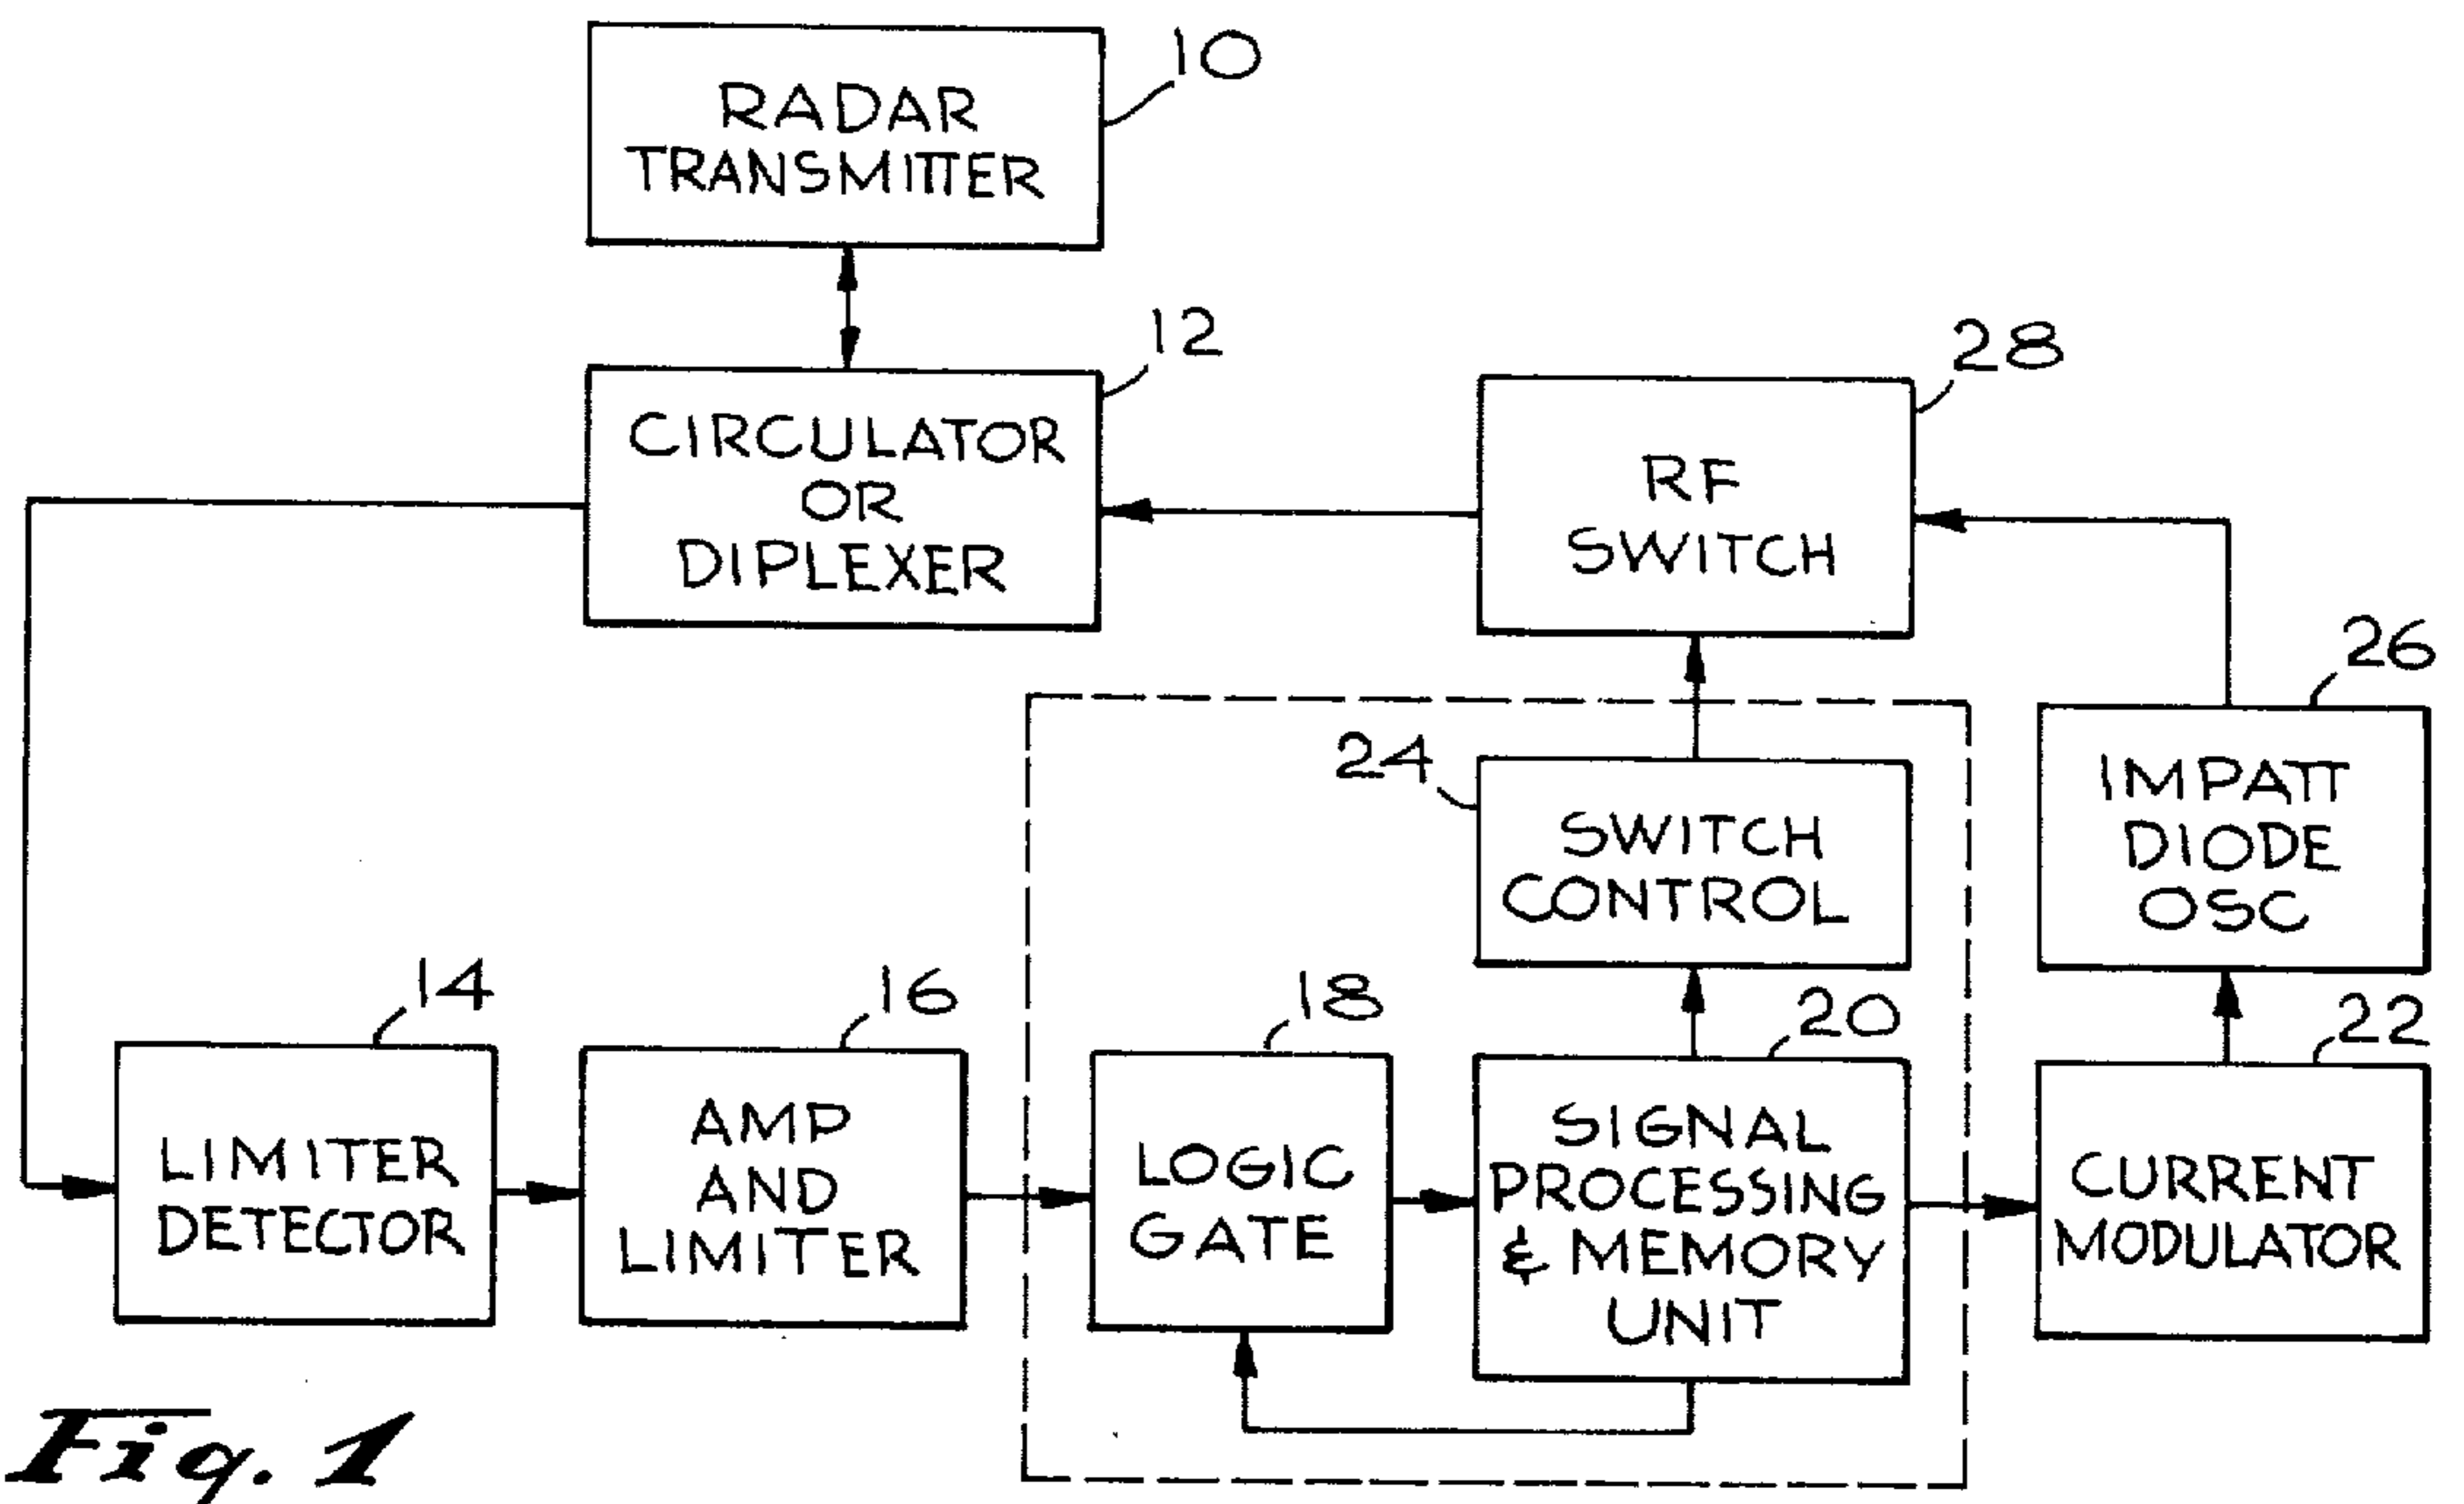 RADAR
TRANSMITTER
10
12
CIRCULATOR
OR
DIPLEXER
28
RF
SWITCH
26
IMPATT
DIODE
OSC
24
SWITCH
CONTROL
14
LIMITER
DETECTOR
16
AMP
AND
LIMITER
18
LOGIC
GATE
20
SIGNAL
PROCESSING
& MEMORY
UNIT
22
CURRENT
MODULATOR
Fig. 1